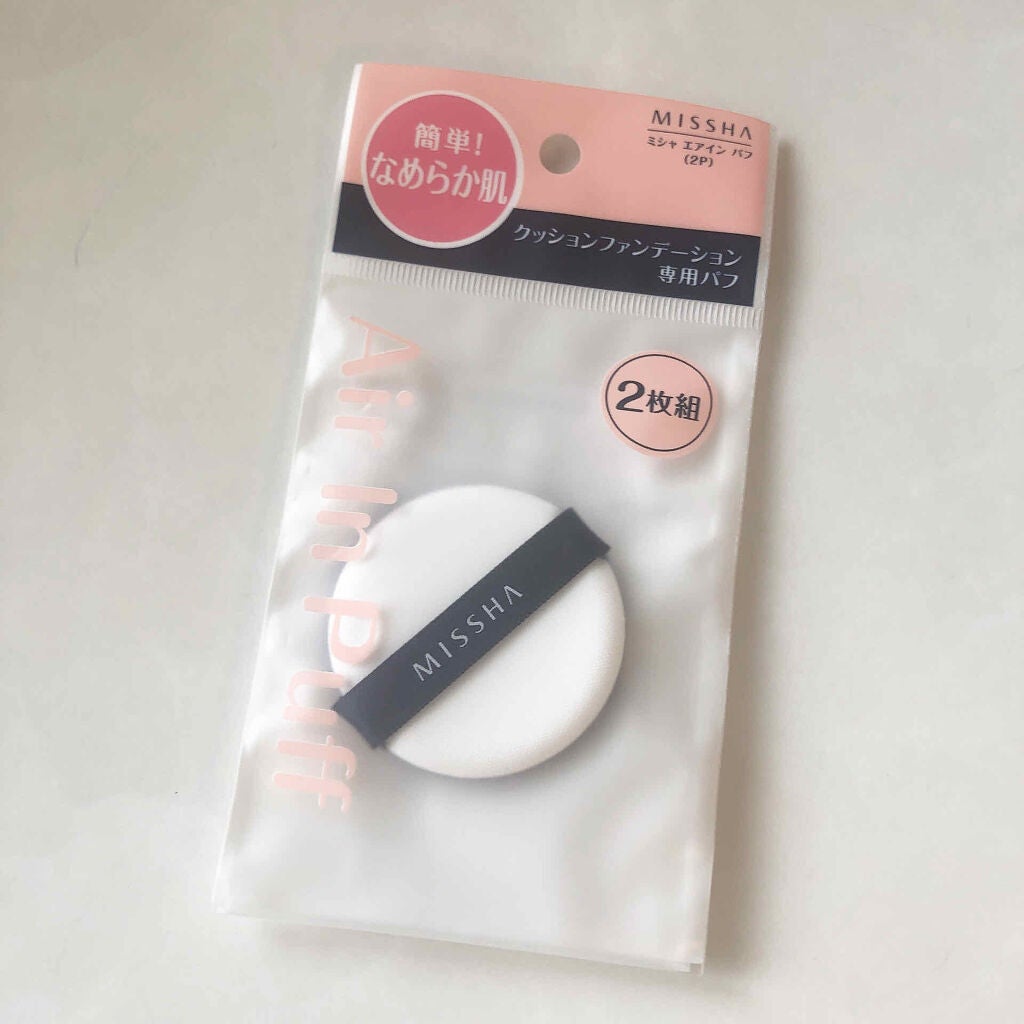 簡単!
なめらか肌
MISSHA
ミシャ エアイン パフ
(2P)
クッションファンデーション
専用パフ
Air In Puff
2枚組
MISSHA